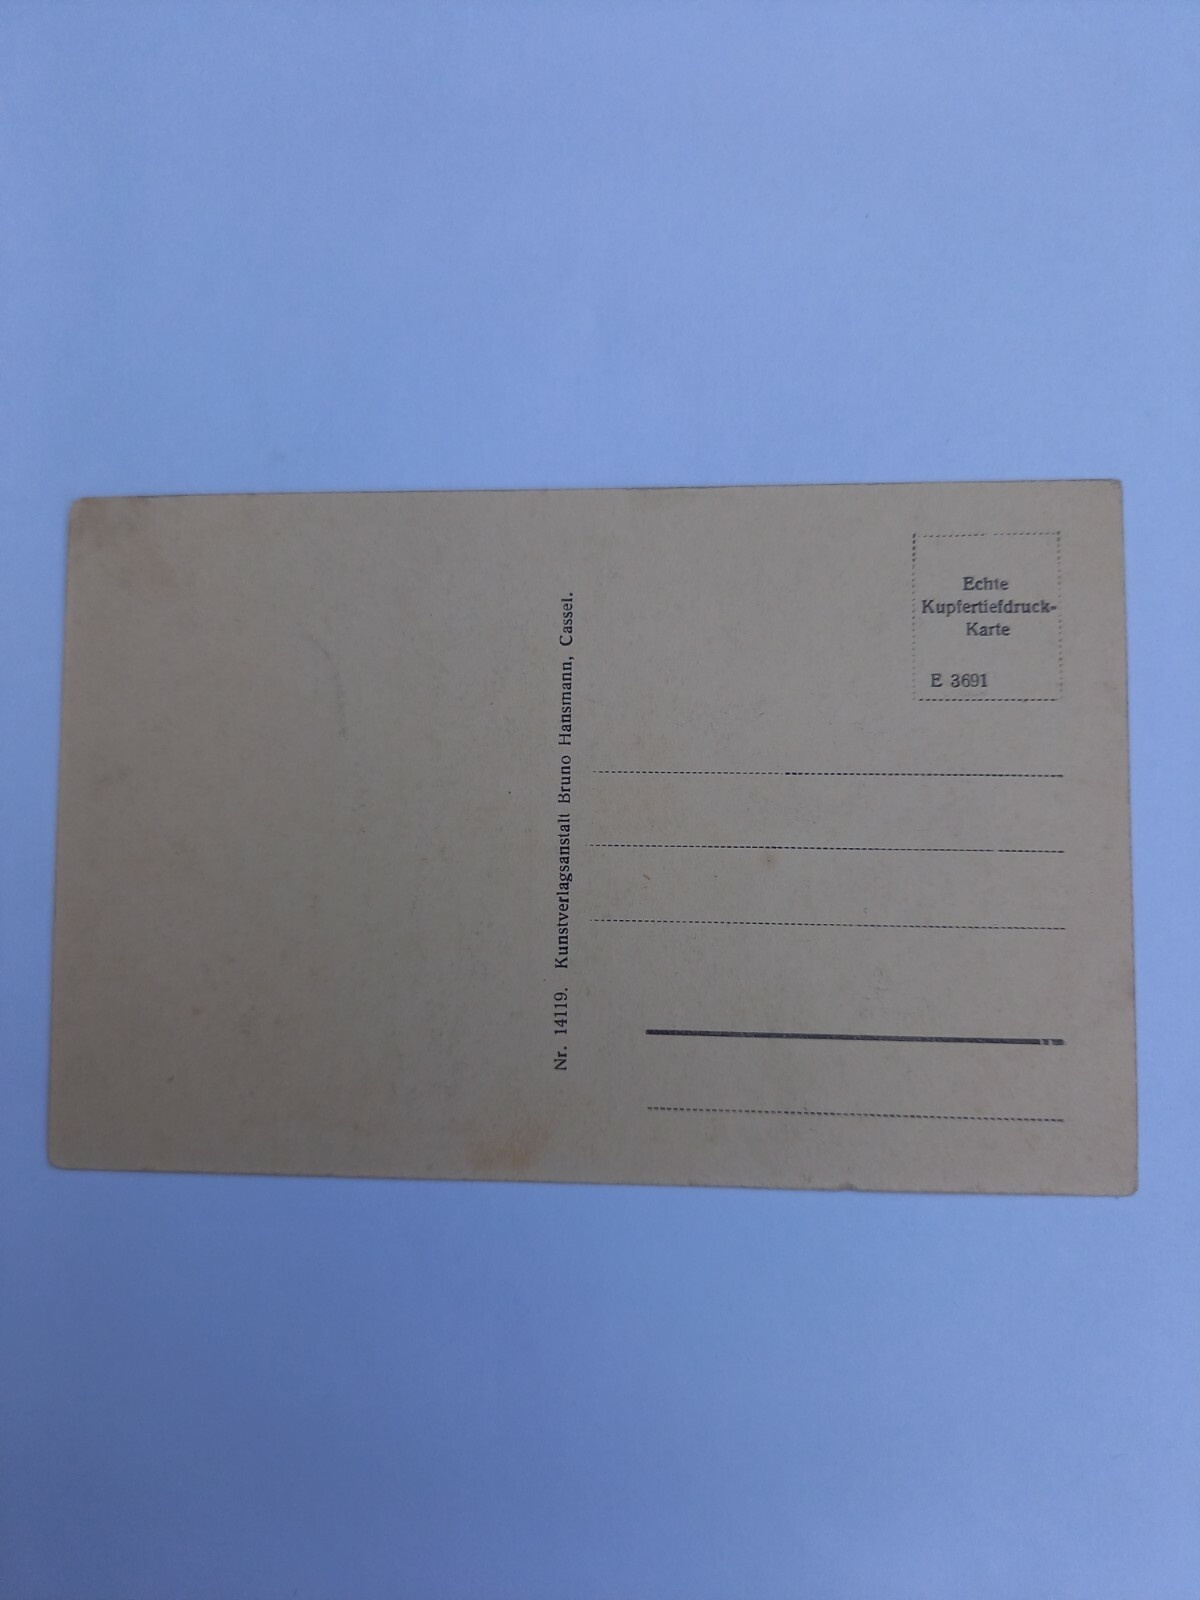 Nr. 14119. Kunstverlagsanstalt Bruno Hansmann, Cassel.
Echte
Kupfertiefdruck-
Karte
E 3691